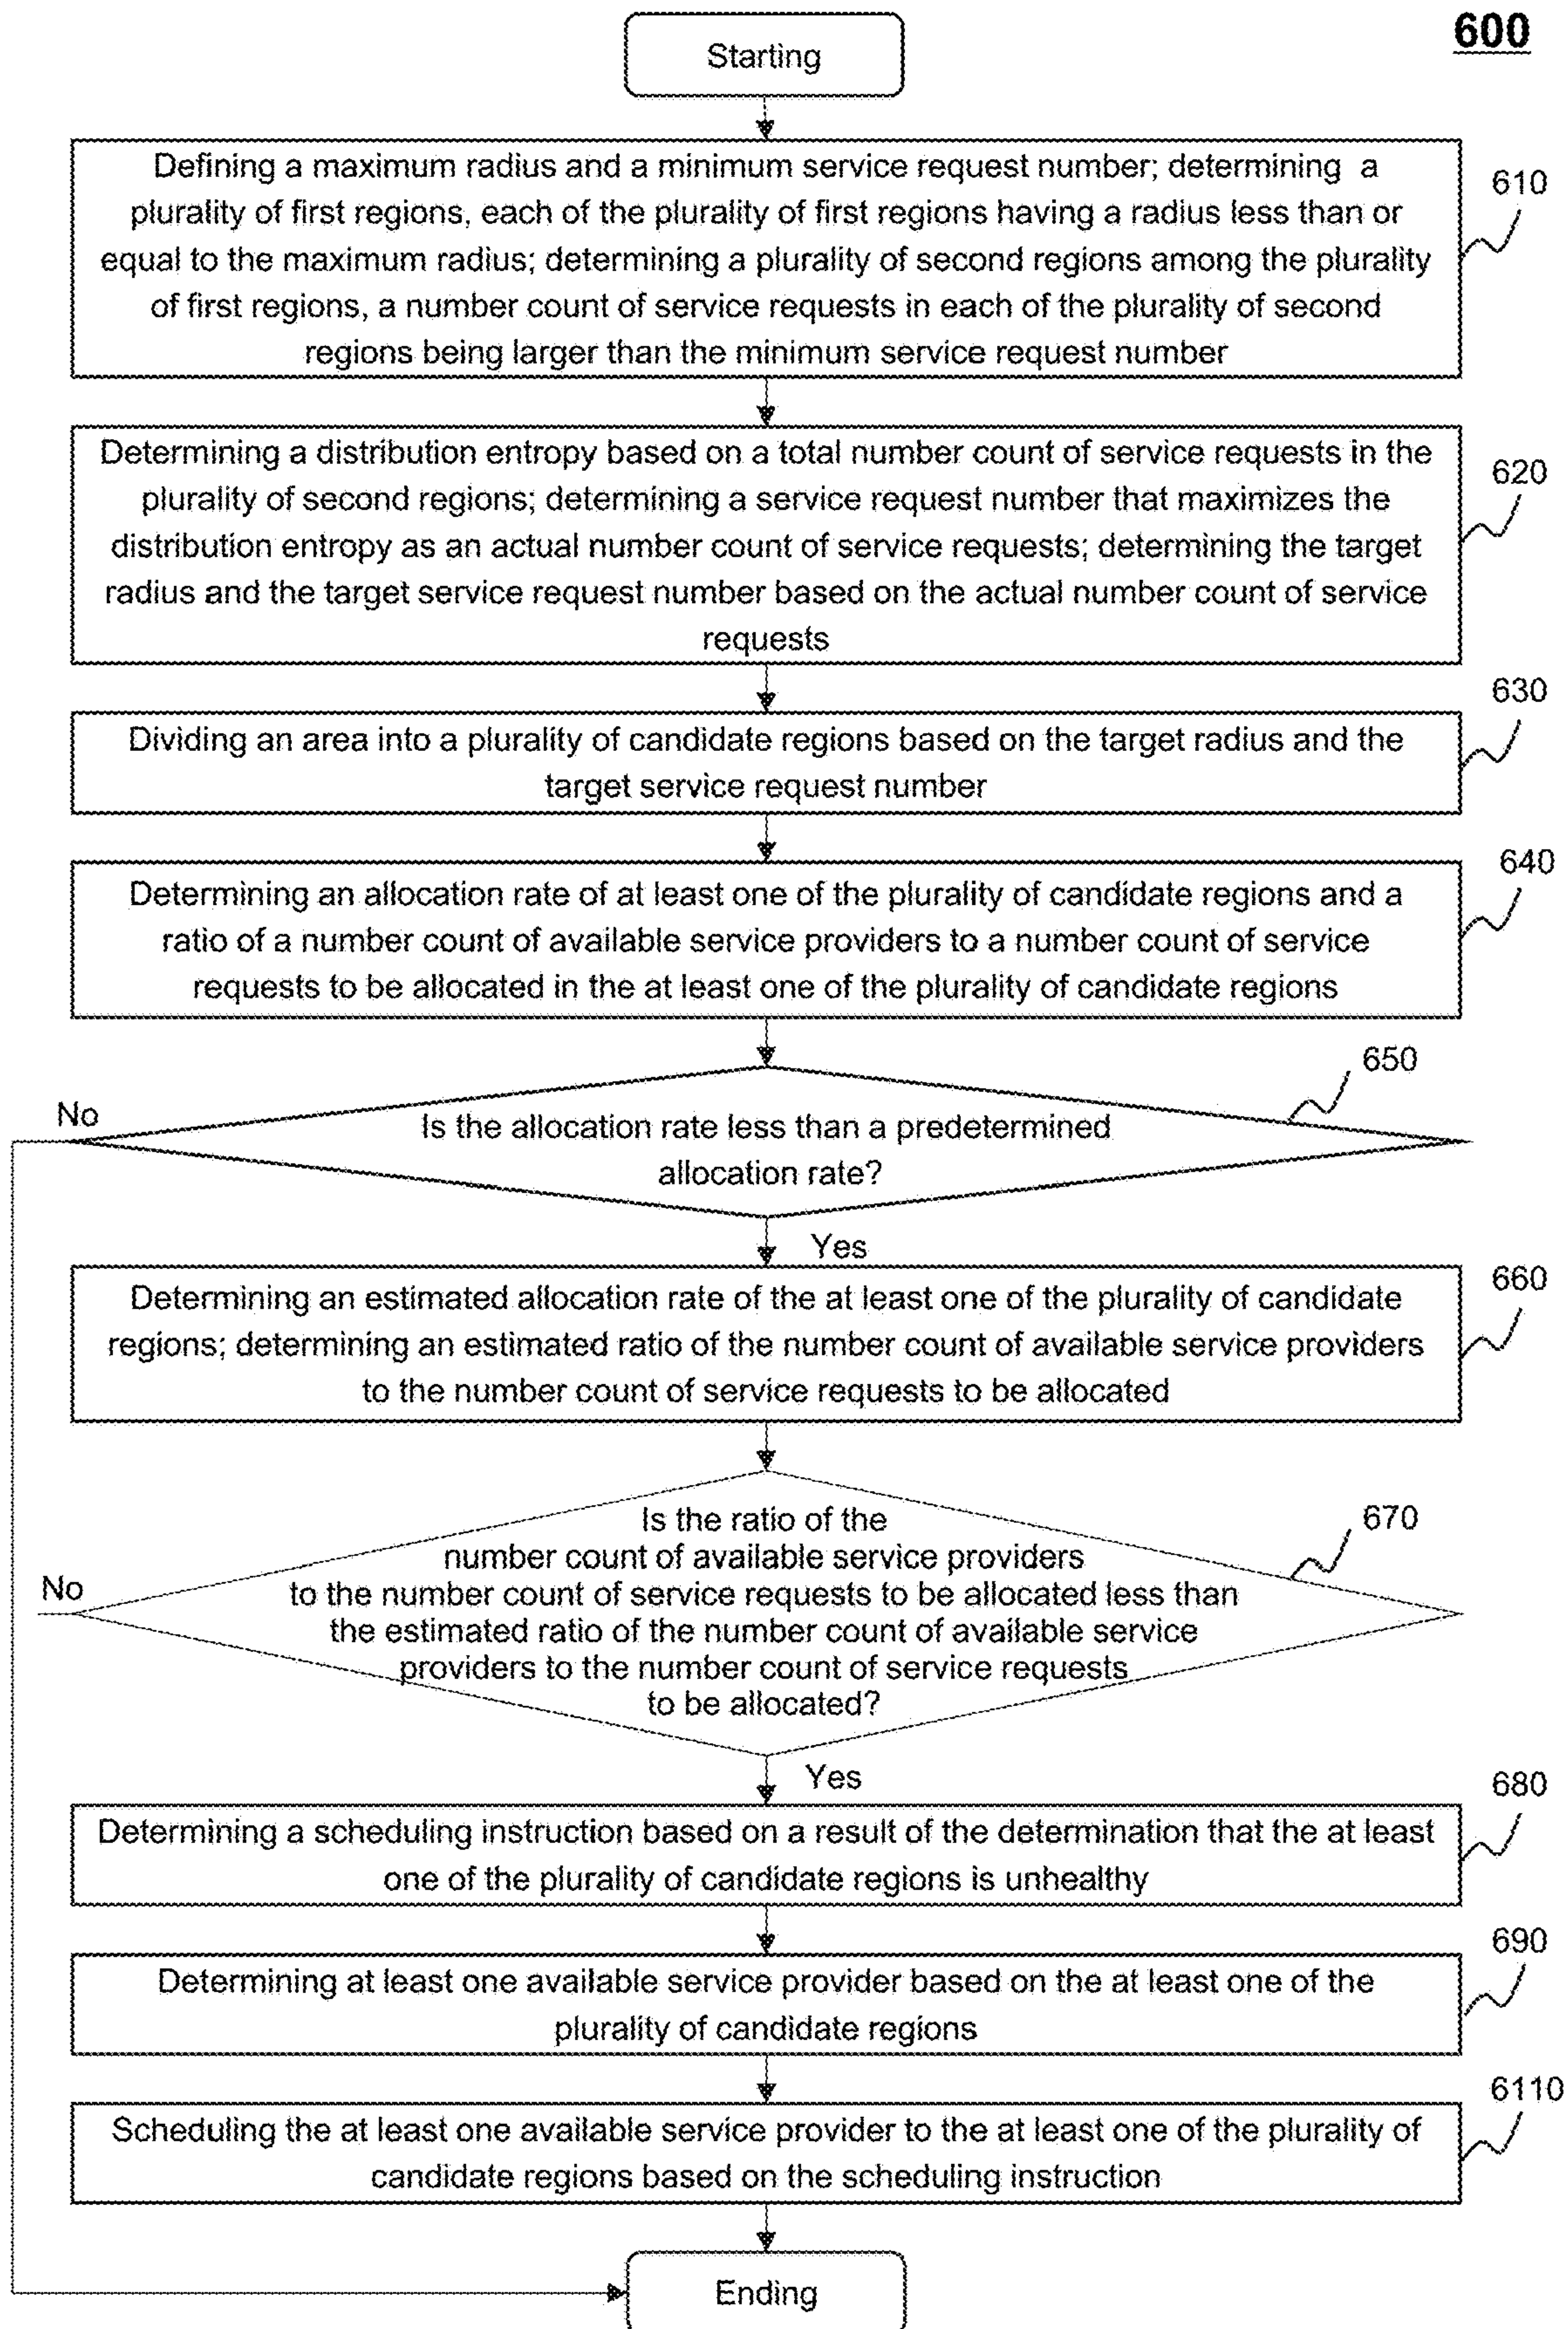 600
Starting
Defining a maximum radius and a minimum service request number; determining a
plurality of first regions, each of the plurality of first regions having a radius less than or
equal to the maximum radius; determining a plurality of second regions among the plurality
of first regions, a number count of service requests in each of the plurality of second
regions being larger than the minimum service request number
610
Determining a distribution entropy based on a total number count of service requests in the
plurality of second regions; determining a service request number that maximizes the
distribution entropy as an actual number count of service requests; determining the target
radius and the target service request number based on the actual number count of service
requests
620
Dividing an area into a plurality of candidate regions based on the target radius and the
target service request number
630
Determining an allocation rate of at least one of the plurality of candidate regions and a
ratio of a number count of available service providers to a number count of service
requests to be allocated in the at least one of the plurality of candidate regions
640
Is the allocation rate less than a predetermined
allocation rate?
650
No
Yes
Determining an estimated allocation rate of the at least one of the plurality of candidate
regions; determining an estimated ratio of the number count of available service providers
to the number count of service requests to be allocated
660
Is the ratio of the
number count of available service providers
to the number count of service requests to be allocated less than
the estimated ratio of the number count of available service
providers to the number count of service requests
to be allocated?
670
No
Yes
Determining a scheduling instruction based on a result of the determination that the at least
one of the plurality of candidate regions is unhealthy
680
Determining at least one available service provider based on the at least one of the
plurality of candidate regions
690
Scheduling the at least one available service provider to the at least one of the plurality of
candidate regions based on the scheduling instruction
6110
Ending